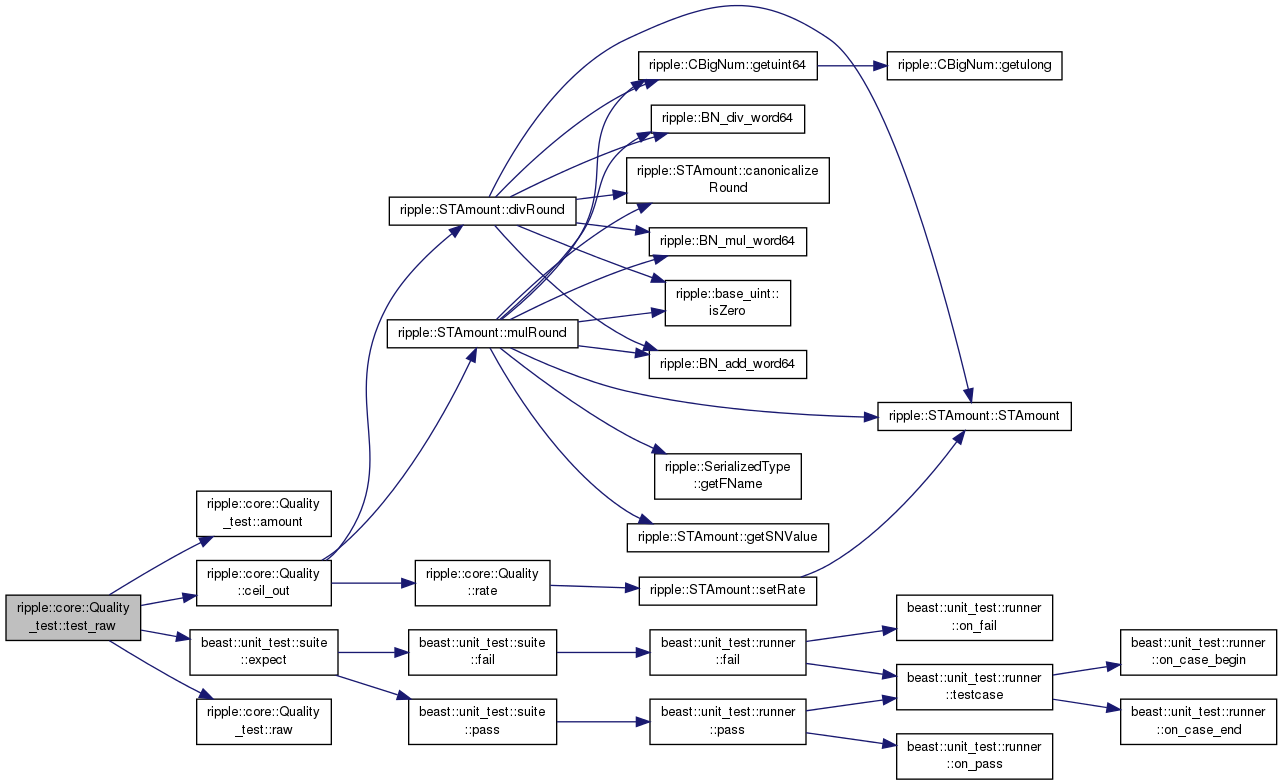 ripple::CBigNum::getuint64
ripple::CBigNum::getulong
ripple::BN_div_word64
ripple::STAmount::canonicalize
Round
ripple::STAmount::divRound
ripple::BN_mul_word64
ripple::base_uint::
isZero
ripple::STAmount::mulRound
ripple::BN_add_word64
ripple::STAmount::STAmount
ripple::SerializedType
::getFName
ripple::core::Quality
_test::amount
ripple::STAmount::getSNValue
ripple::core::Quality
::ceil_out
ripple::core::Quality
::rate
ripple::STAmount::setRate
ripple::core::Quality
_test::test_raw
beast::unit_test::runner
::on_fail
beast::unit_test::suite
::expect
beast::unit_test::suite
::fail
beast::unit_test::runner
::fail
beast::unit_test::runner
::on_case_begin
beast::unit_test::runner
::testcase
ripple::core::Quality
_test::raw
beast::unit_test::suite
::pass
beast::unit_test::runner
::pass
beast::unit_test::runner
::on_case_end
beast::unit_test::runner
::on_pass